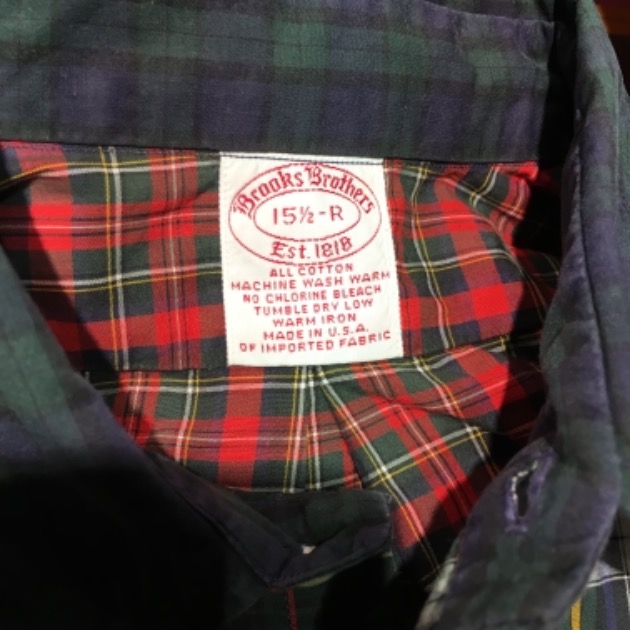 Brooks Brothers
15½-R
Est. 1818
ALL COTTON
MACHINE WASH WARM
NO CHLORINE BLEACH
TUMBLE DRY LOW
WARM IRON
MADE IN U.S.A.
OF IMPORTED FABRIC